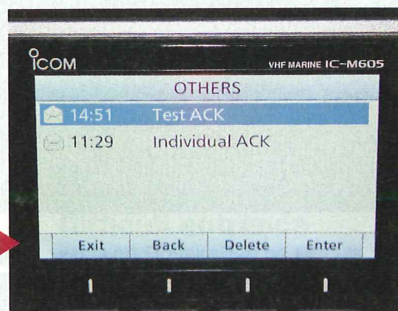 ICOM VHF MARINE IC-M605
OTHERS
14:51 Test ACK
11:29 Individual ACK
Exit Back Delete Enter